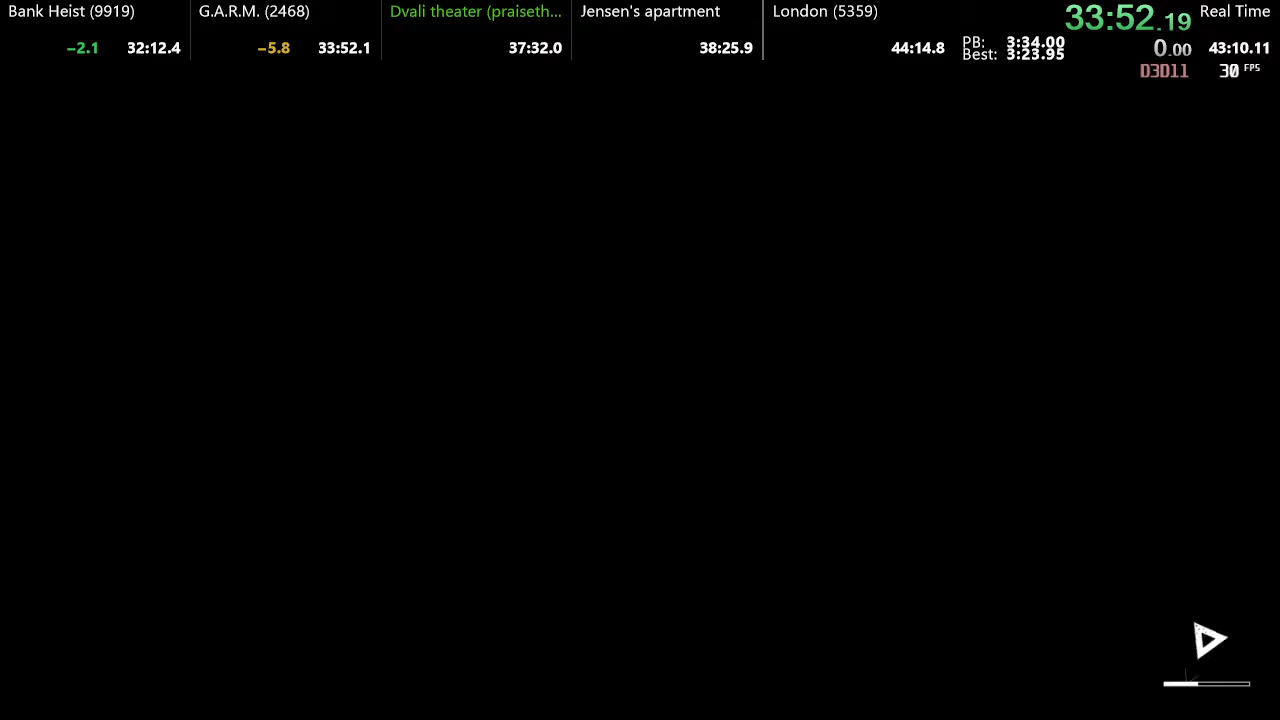 Bank Heist (9919)
−2.1 32:12.4
G.A.R.M. (2468)
−5.8 33:52.1
Dvali theater (praiseth...
37:32.0
Jensen's apartment
38:25.9
London (5359)
44:14.8
PB: 3:34.00
Best: 3:23.95
33:52.19
0.00
Real Time
43:10.11
D3D11 30 FPS